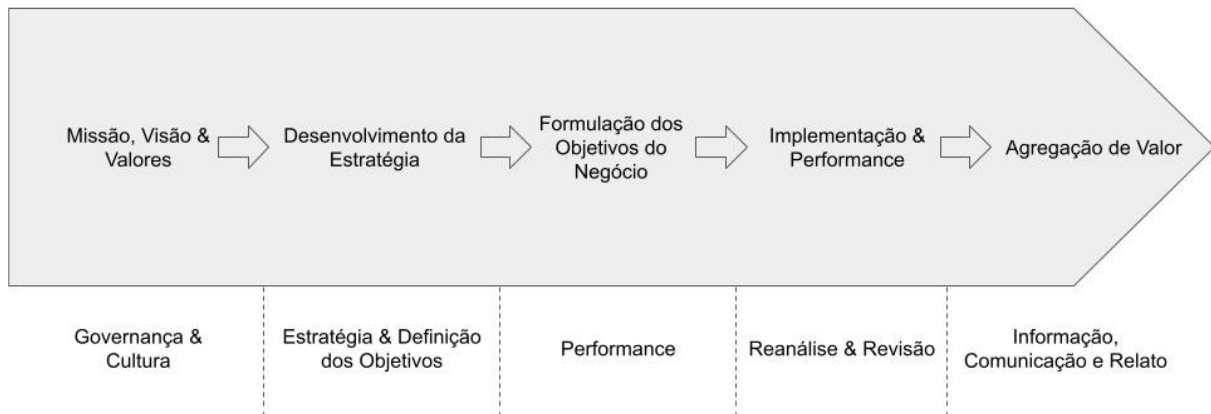 Missão, Visão &
Valores
Desenvolvimento da
Estratégia
Formulação dos
Objetivos do
Negócio
Implementação &
Performance
Agregação de Valor
Governança &
Cultura
Estratégia & Definição
dos Objetivos
Performance
Reanálise & Revisão
Informação,
Comunicação e Relato